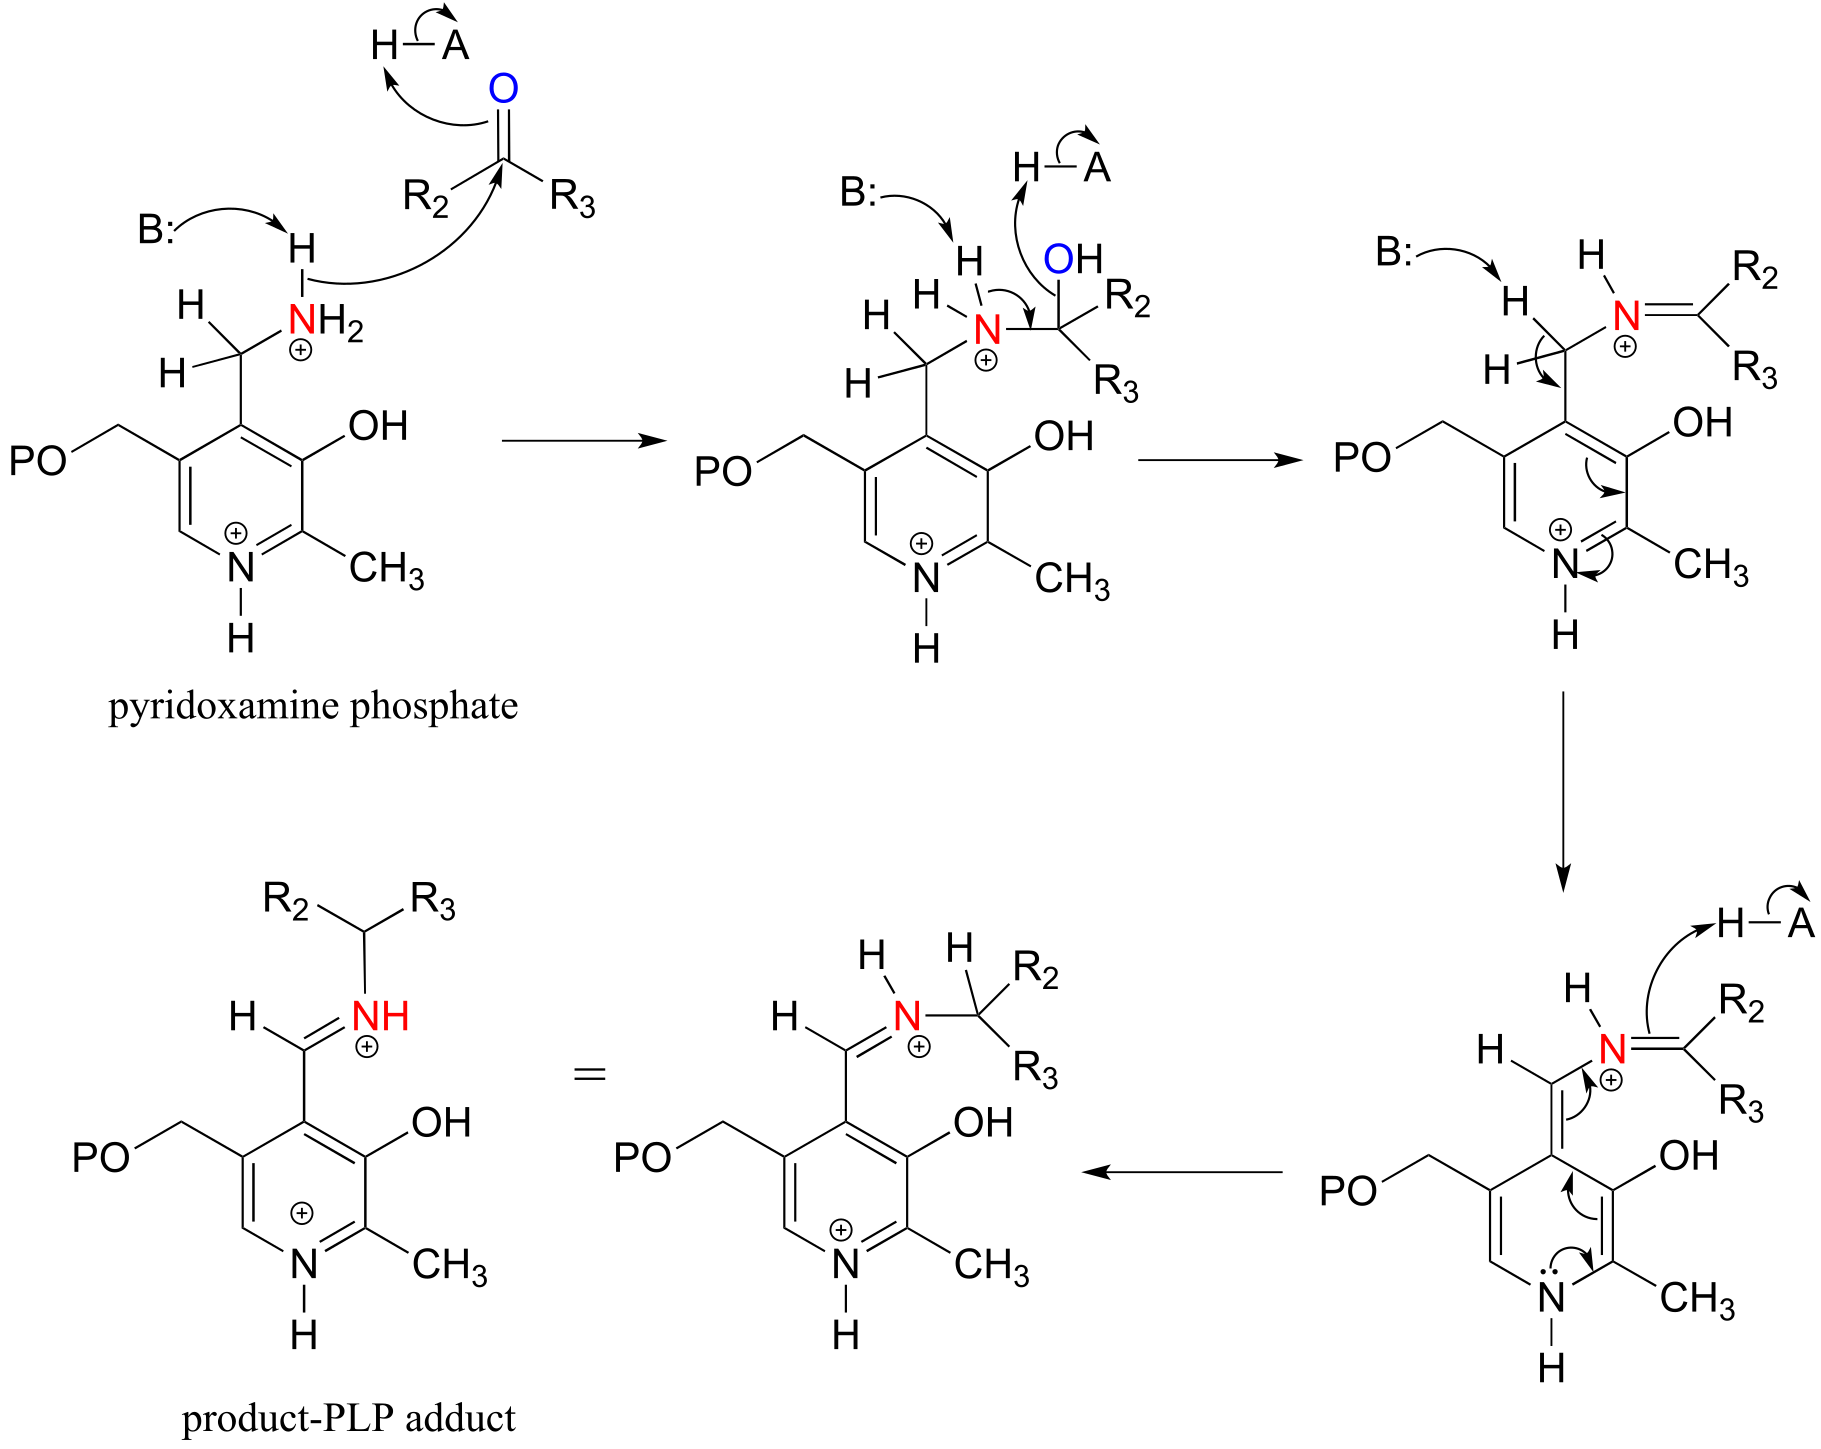 H–A
O
R2 R3
B: H
H NH2
⊕
H
OH
PO
⊕
N CH3
H
pyridoxamine phosphate
H–A
B:
H OH
H R2
H N
⊕
H R3
OH
PO
⊕
N CH3
H
B: H R2
H N
⊕
H R3
OH
PO
⊕
N CH3
H
H–A
H R2
H N
⊕
R3
OH
PO
N CH3
H
H H R2
H N
⊕
R3
OH
PO
⊕
N CH3
H
=
R2 R3
H NH
⊕
OH
PO
⊕
N CH3
H
product-PLP adduct